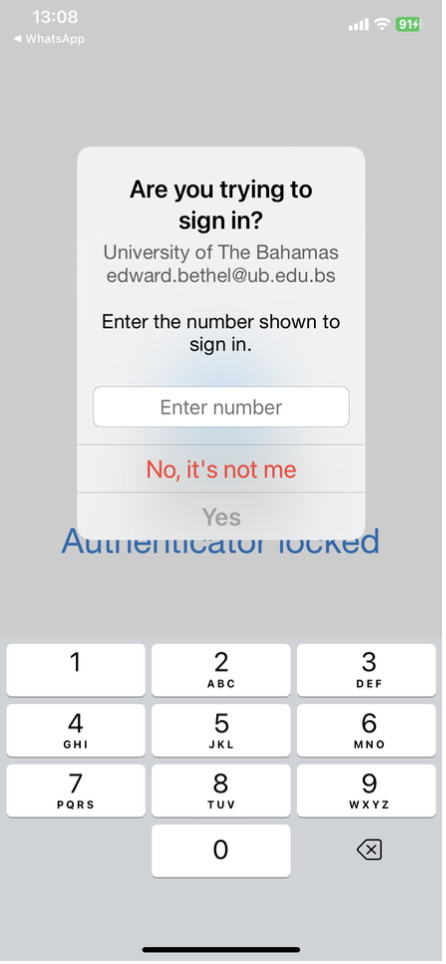 13:08
91
◀ WhatsApp
Are you trying to
sign in?
University of The Bahamas
edward.bethel@ub.edu.bs
Enter the number shown to
sign in.
Enter number
No, it's not me
Yes
Authenticator locked
1
2
ABC
3
DEF
4
GHI
5
JKL
6
MNO
7
PQRS
8
TUV
9
WXYZ
0